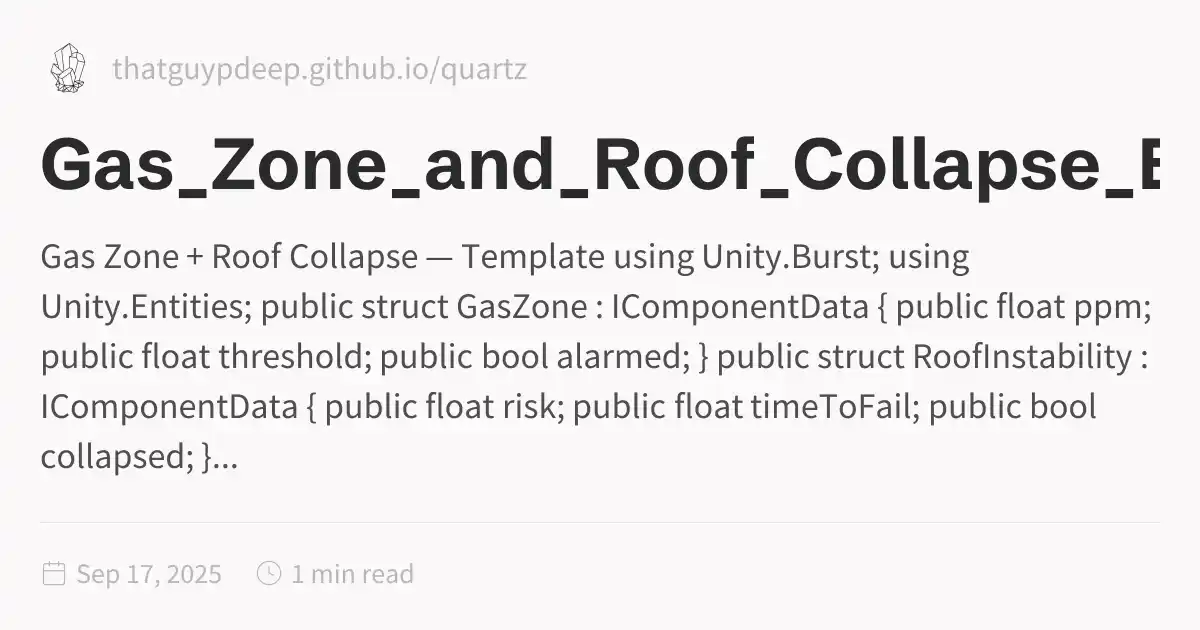 thatguypdeep.github.io/quartz
Gas_Zone_and_Roof_Collapse_E
Gas Zone + Roof Collapse — Template using Unity.Burst; using
Unity.Entities; public struct GasZone : IComponentData { public float ppm;
public float threshold; public bool alarmed; } public struct RoofInstability :
IComponentData { public float risk; public float timeToFail; public bool
collapsed; }...
Sep 17, 2025 1 min read